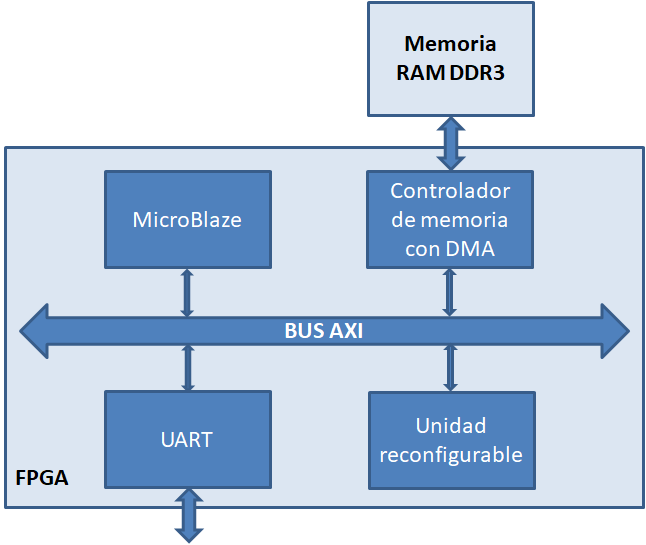 Memoria
RAM DDR3
MicroBlaze
Controlador
de memoria
con DMA
BUS AXI
UART
Unidad
reconfigurable
FPGA